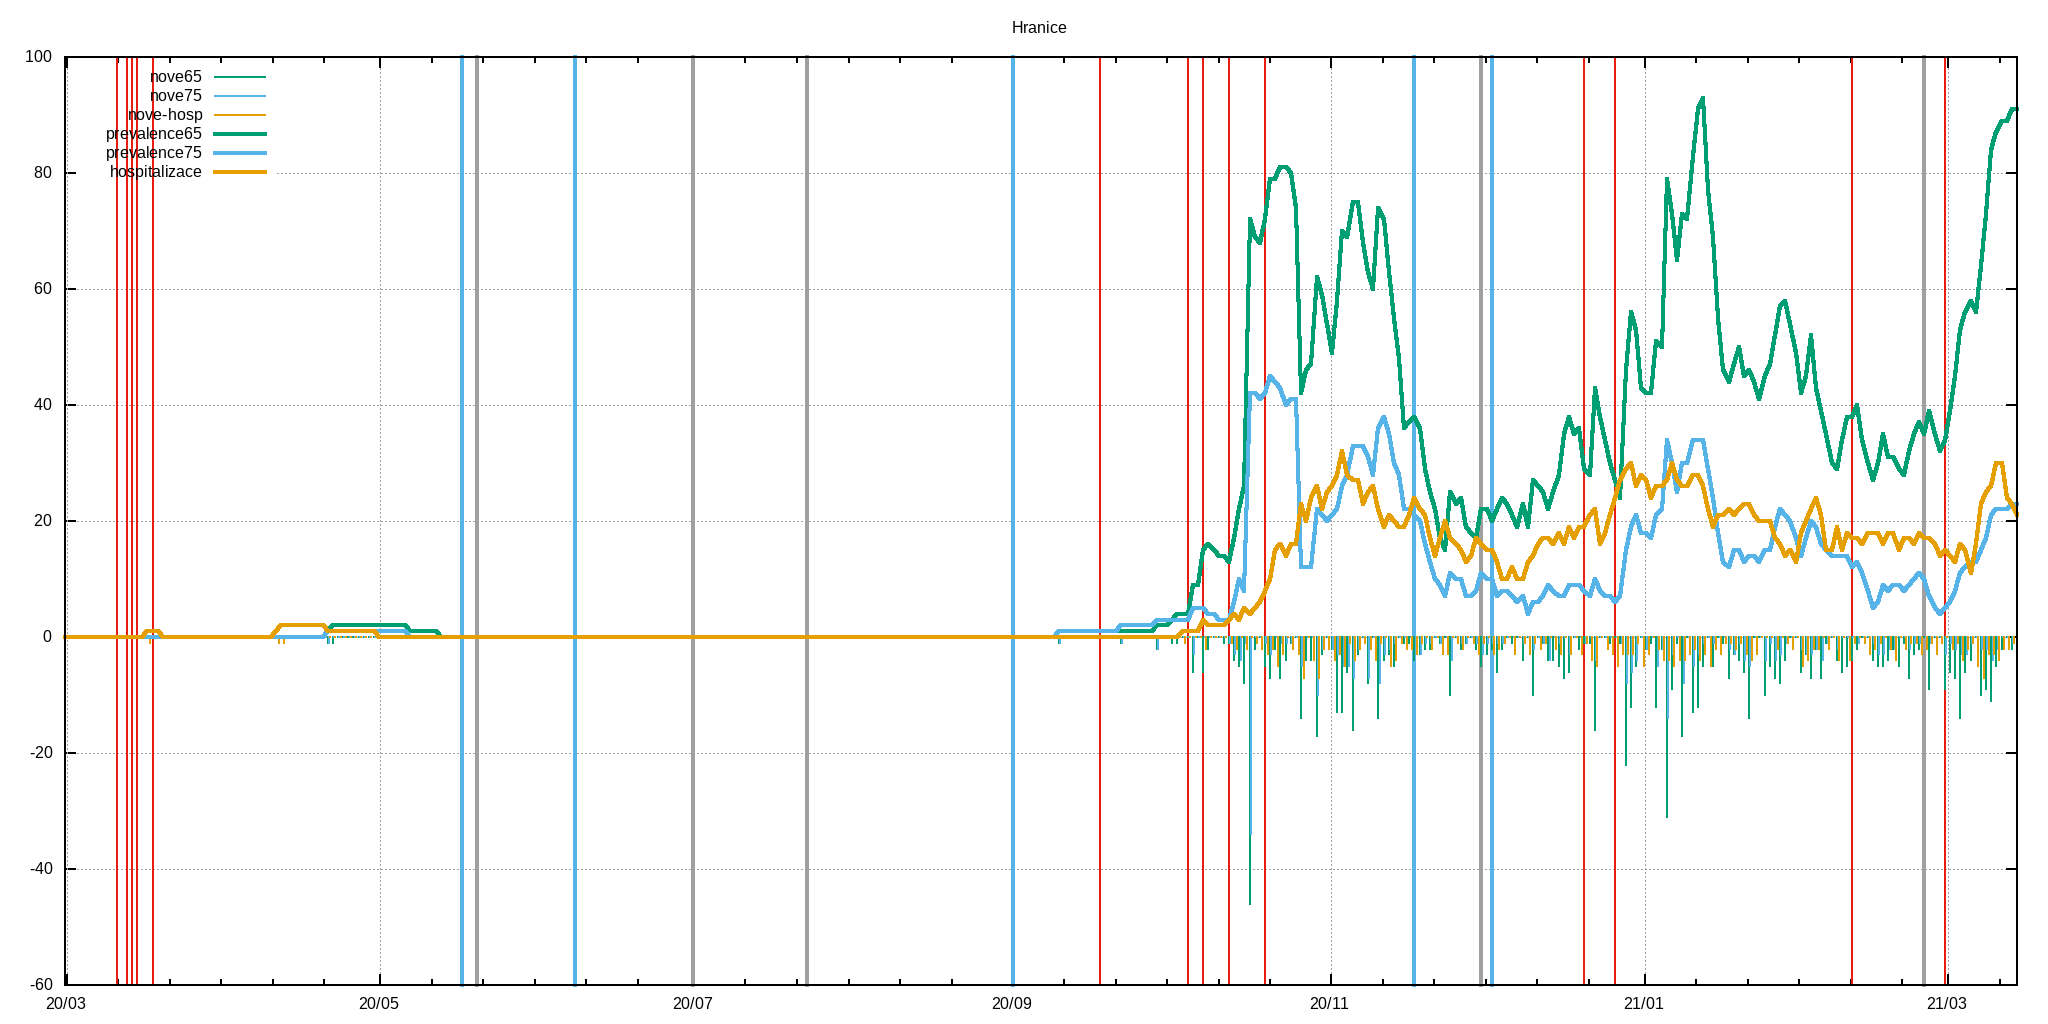 Hranice
100
80
60
40
20
0
-20
-40
-60
nove65
nove75
nove-hosp
prevalence65
prevalence75
hospitalizace
20/03 20/05 20/07 20/09 20/11 21/01 21/03